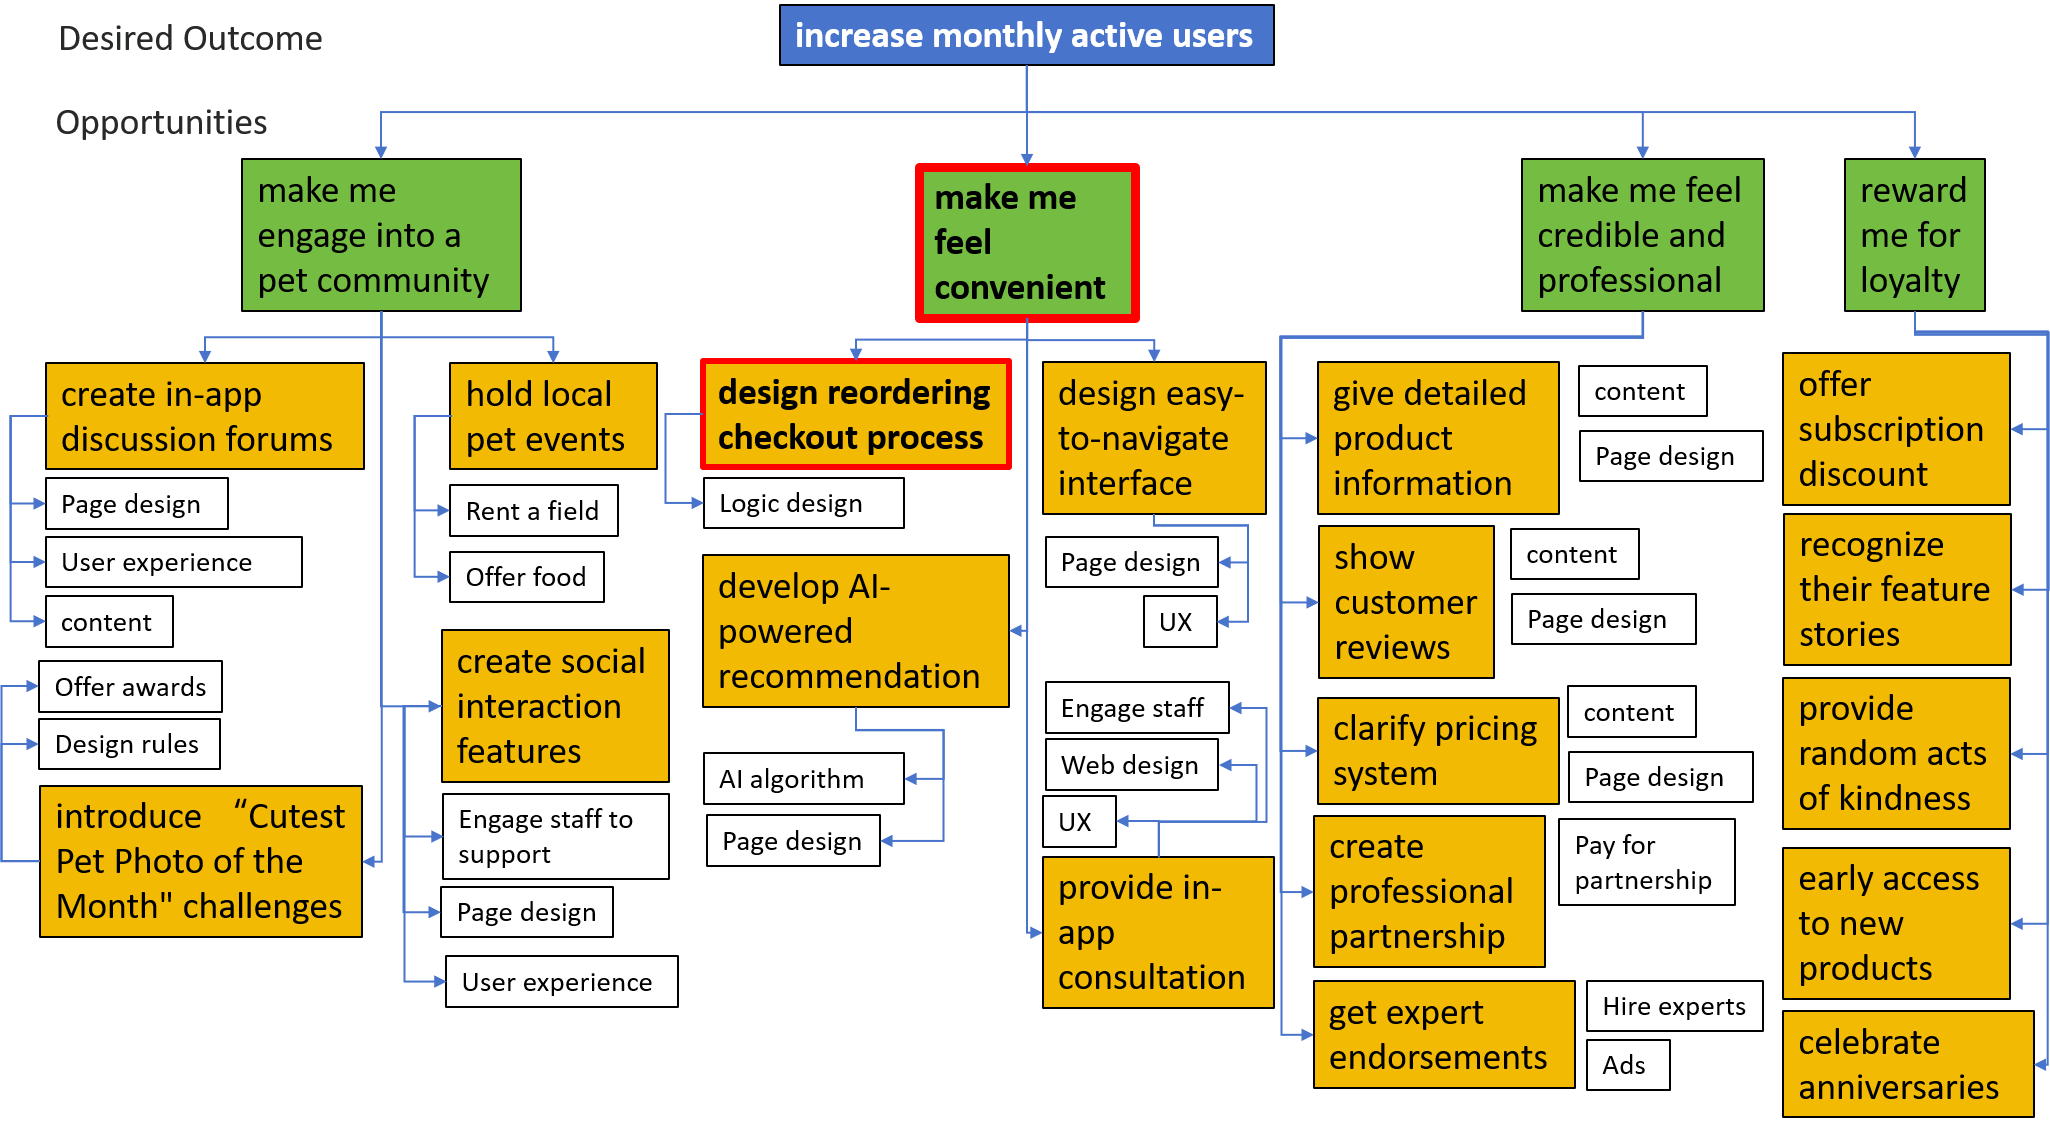 Desired Outcome
increase monthly active users
Opportunities
make me
engage into a
pet community
make me
feel
convenient
make me feel
credible and
professional
reward
me for
loyalty
create in-app
discussion forums
Page design
User experience
content
Offer awards
Design rules
introduce “Cutest
Pet Photo of the
Month" challenges
hold local
pet events
Rent a field
Offer food
create social
interaction
features
Engage staff to
support
Page design
User experience
design reordering
checkout process
Logic design
develop AI-
powered
recommendation
AI algorithm
Page design
design easy-
to-navigate
interface
Page design
UX
Engage staff
Web design
UX
provide in-
app
consultation
give detailed
product
information
content
Page design
show
customer
reviews
content
Page design
clarify pricing
system
content
Page design
create
professional
partnership
Pay for
partnership
get expert
endorsements
Hire experts
Ads
offer
subscription
discount
recognize
their feature
stories
provide
random acts
of kindness
early access
to new
products
celebrate
anniversaries